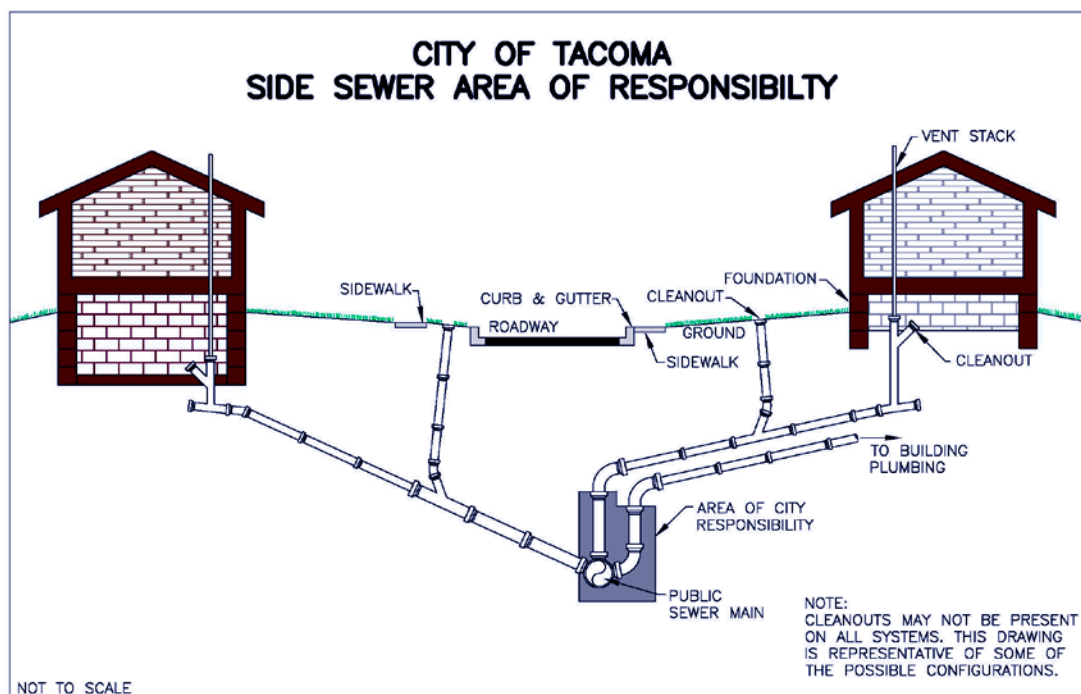 CITY OF TACOMA
SIDE SEWER AREA OF RESPONSIBILTY
VENT STACK
FOUNDATION
SIDEWALK
CURB & GUTTER
CLEANOUT
ROADWAY
GROUND
SIDEWALK
CLEANOUT
TO BUILDING
PLUMBING
AREA OF CITY
RESPONSIBILITY
PUBLIC
SEWER MAIN
NOTE:
CLEANOUTS MAY NOT BE PRESENT
ON ALL SYSTEMS. THIS DRAWING
IS REPRESENTATIVE OF SOME OF
THE POSSIBLE CONFIGURATIONS.
NOT TO SCALE